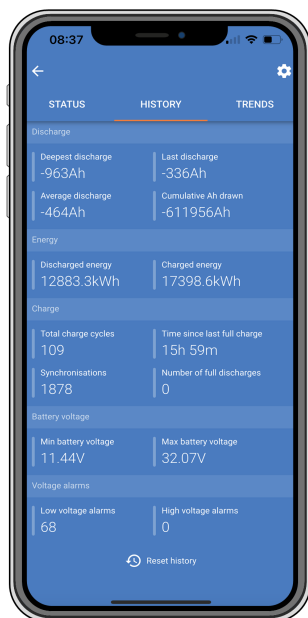 08:37
STATUS HISTORY TRENDS
Discharge
Deepest discharge Last discharge
-963Ah -336Ah
Average discharge Cumulative Ah drawn
-464Ah -611956Ah
Energy
Discharged energy Charged energy
12883.3kWh 17398.6kWh
Charge
Total charge cycles Time since last full charge
109 15h 59m
Synchronisations Number of full discharges
1878 0
Battery voltage
Min battery voltage Max battery voltage
11.44V 32.07V
Voltage alarms
Low voltage alarms High voltage alarms
68 0
Reset history